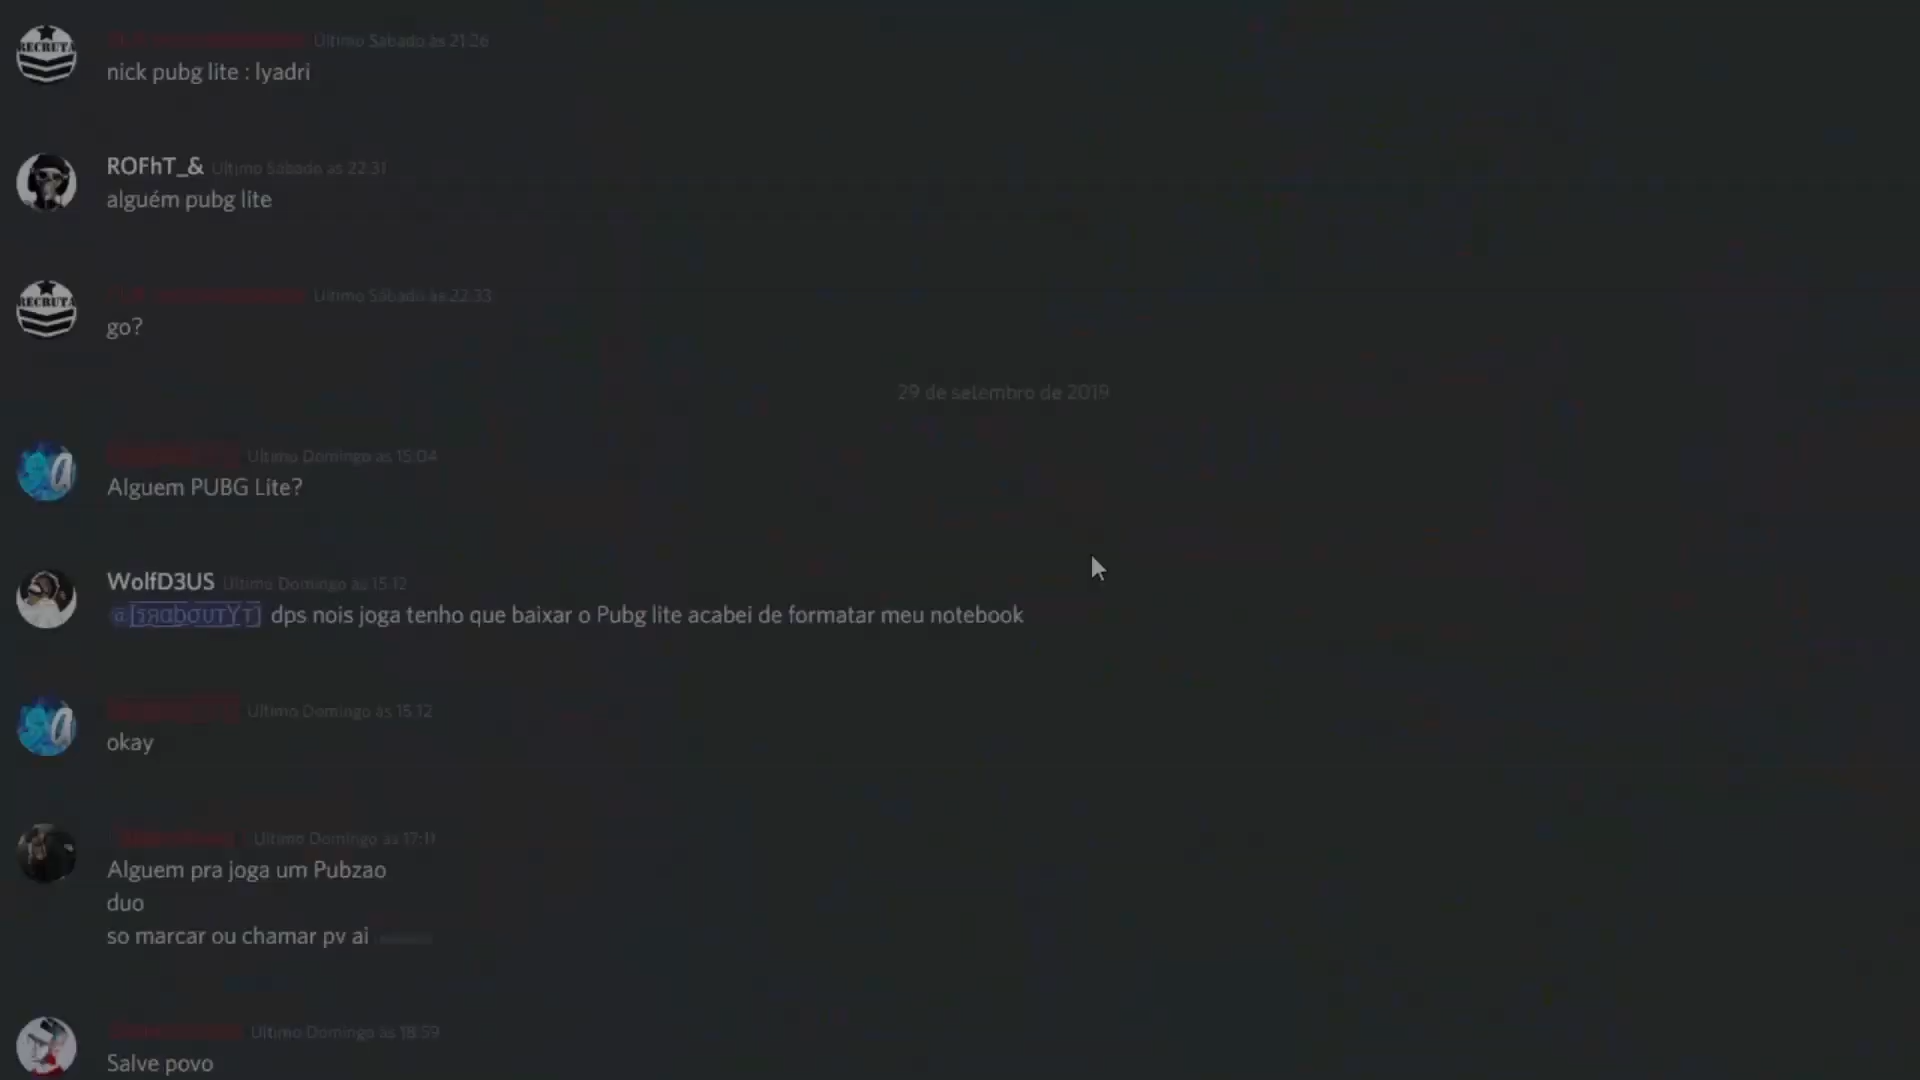 RECRUTA
Último Sábado às 21:26
nick pubg lite : lyadri
ROFhT_& Último Sábado às 22:31
alguém pubg lite
RECRUTA
Último Sábado às 22:33
go?
29 de setembro de 2019
Último Domingo às 15:04
Alguem PUBG Lite?
WolfD3US Último Domingo às 15:12
dps nois joga tenho que baixar o Pubg lite acabei de formatar meu notebook
Último Domingo às 15:12
okay
Último Domingo às 17:11
Alguem pra joga um Pubzao
duo
so marcar ou chamar pv ai
Último Domingo às 18:59
Salve povo